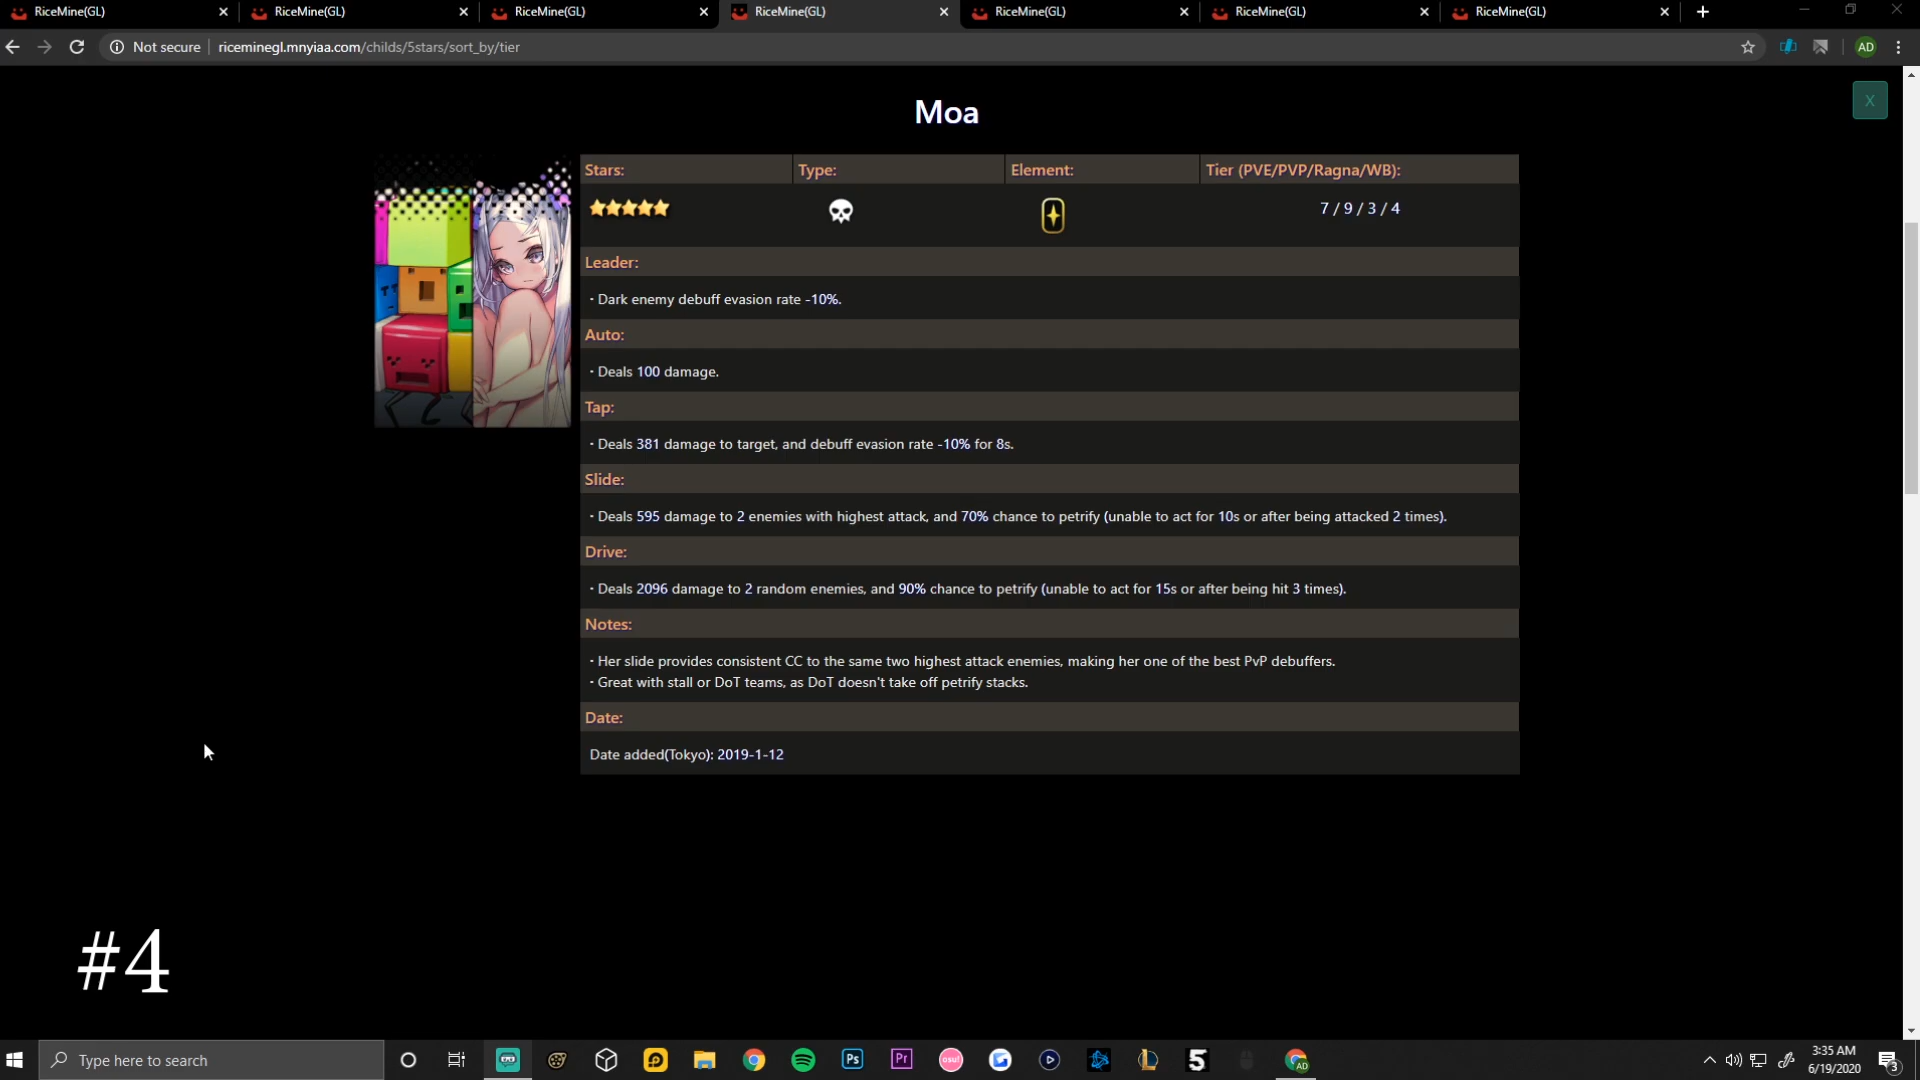 RiceMine(GL)
RiceMine(GL)
RiceMine(GL)
RiceMine(GL)
RiceMine(GL)
RiceMine(GL)
RiceMine(GL)
Not secure riceminegl.mnyiaa.com/childs/5stars/sort_by/tier
AD
X
Moa
Stars: Type: Element: Tier (PVE/PVP/Ragna/WB):
7 / 9 / 3 / 4
Leader:
· Dark enemy debuff evasion rate -10%.
Auto:
· Deals 100 damage.
Tap:
· Deals 381 damage to target, and debuff evasion rate -10% for 8s.
Slide:
· Deals 595 damage to 2 enemies with highest attack, and 70% chance to petrify (unable to act for 10s or after being attacked 2 times).
Drive:
· Deals 2096 damage to 2 random enemies, and 90% chance to petrify (unable to act for 15s or after being hit 3 times).
Notes:
· Her slide provides consistent CC to the same two highest attack enemies, making her one of the best PvP debuffers.
· Great with stall or DoT teams, as DoT doesn't take off petrify stacks.
Date:
Date added(Tokyo): 2019-1-12
#4
Type here to search
Ps
Pr
osu!
5
AD
3:35 AM
6/19/2020
3